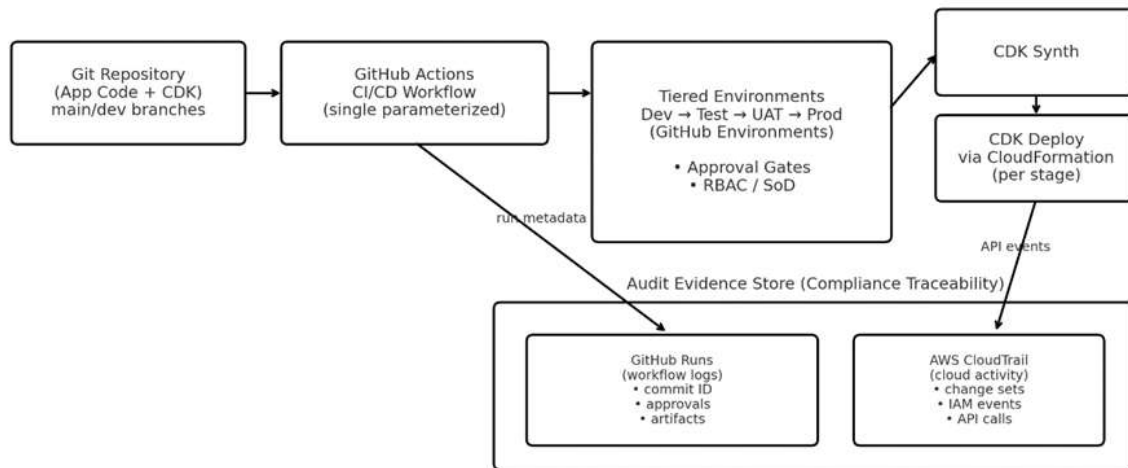 Git Repository
(App Code + CDK)
main/dev branches
GitHub Actions
CI/CD Workflow
(single parameterized)
Tiered Environments
Dev → Test → UAT → Prod
(GitHub Environments)
• Approval Gates
• RBAC / SoD
CDK Synth
CDK Deploy
via CloudFormation
(per stage)
run metadata
API events
Audit Evidence Store (Compliance Traceability)
GitHub Runs
(workflow logs)
• commit ID
• approvals
• artifacts
AWS CloudTrail
(cloud activity)
• change sets
• IAM events
• API calls